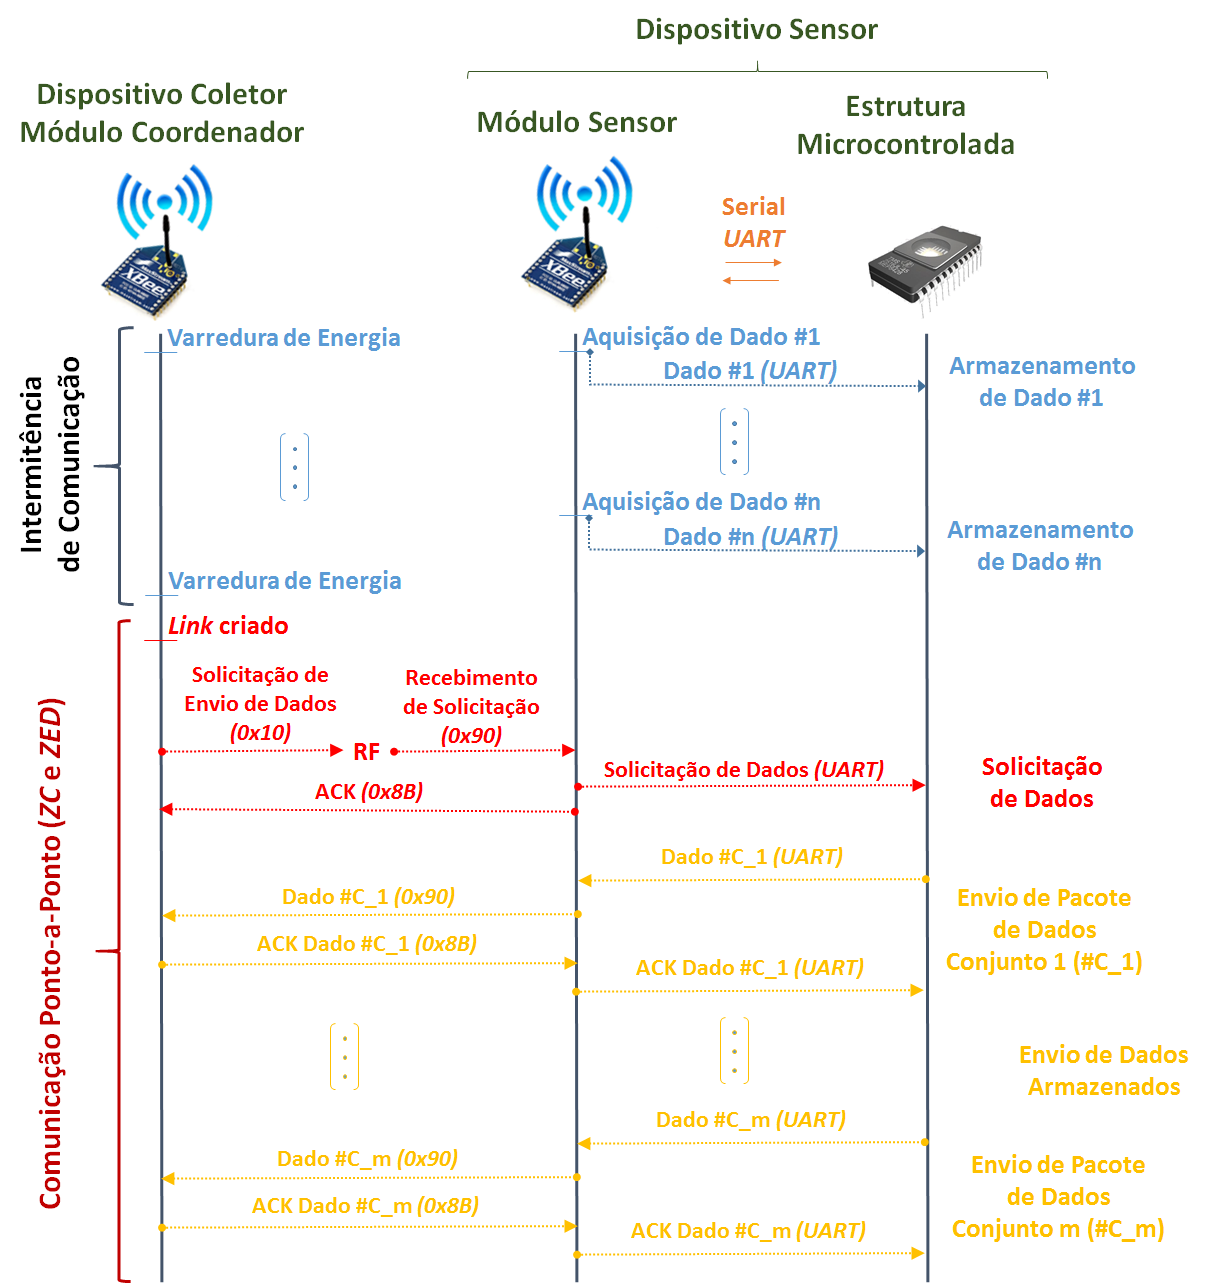 Dispositivo Sensor
Dispositivo Coletor
Módulo Coordenador
Módulo Sensor
Estrutura
Microcontrolada
Serial
UART
XBee
Intermitência
de Comunicação
Varredura de Energia
Aquisição de Dado #1
Dado #1 (UART)
Armazenamento
de Dado #1
Aquisição de Dado #n
Dado #n (UART)
Armazenamento
de Dado #n
Varredura de Energia
Comunicação Ponto-a-Ponto (ZC e ZED)
Link criado
Solicitação de
Envio de Dados
(0x10)
RF
Recebimento
de Solicitação
(0x90)
Solicitação de Dados (UART)
Solicitação
de Dados
ACK (0x8B)
Dado #C_1 (UART)
Dado #C_1 (0x90)
Envio de Pacote
de Dados
Conjunto 1 (#C_1)
ACK Dado #C_1 (0x8B)
ACK Dado #C_1 (UART)
Envio de Dados
Armazenados
Dado #C_m (UART)
Dado #C_m (0x90)
Envio de Pacote
de Dados
Conjunto m (#C_m)
ACK Dado #C_m (0x8B)
ACK Dado #C_m (UART)